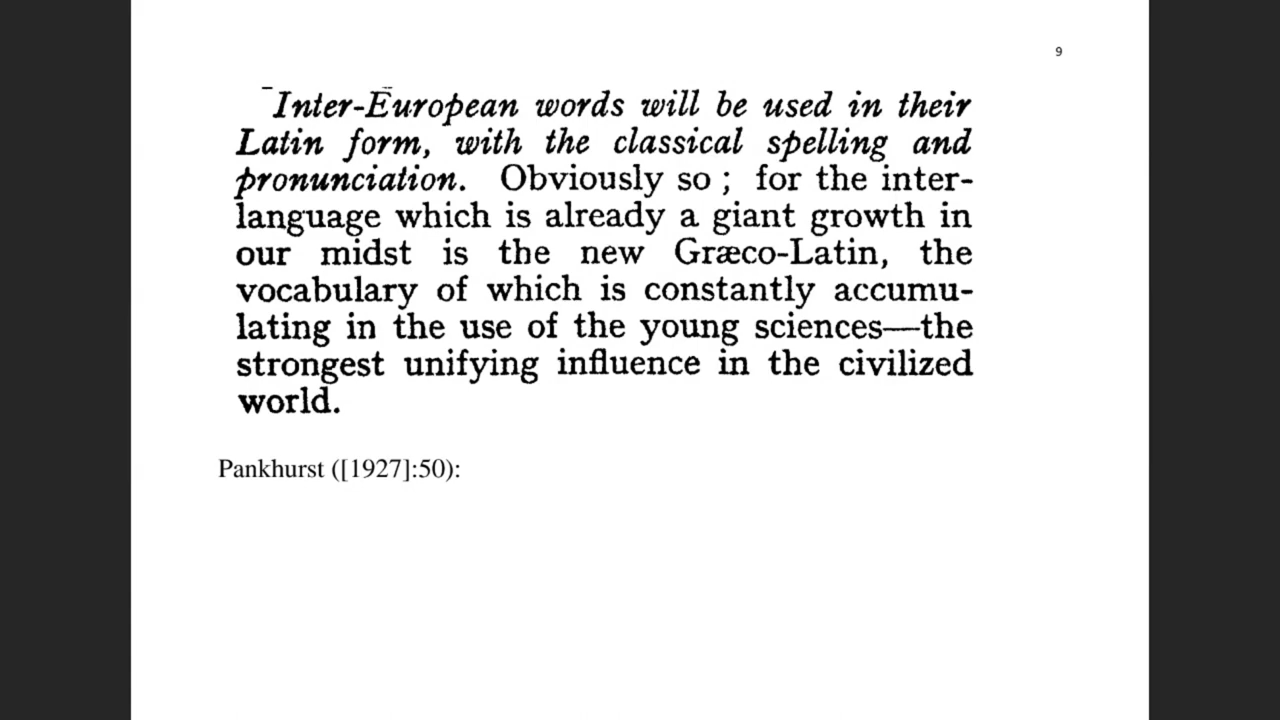 9
Inter-European words will be used in their
Latin form, with the classical spelling and
pronunciation. Obviously so ; for the inter-
language which is already a giant growth in
our midst is the new Græco-Latin, the
vocabulary of which is constantly accumu-
lating in the use of the young sciences—the
strongest unifying influence in the civilized
world.
Pankhurst ([1927]:50):